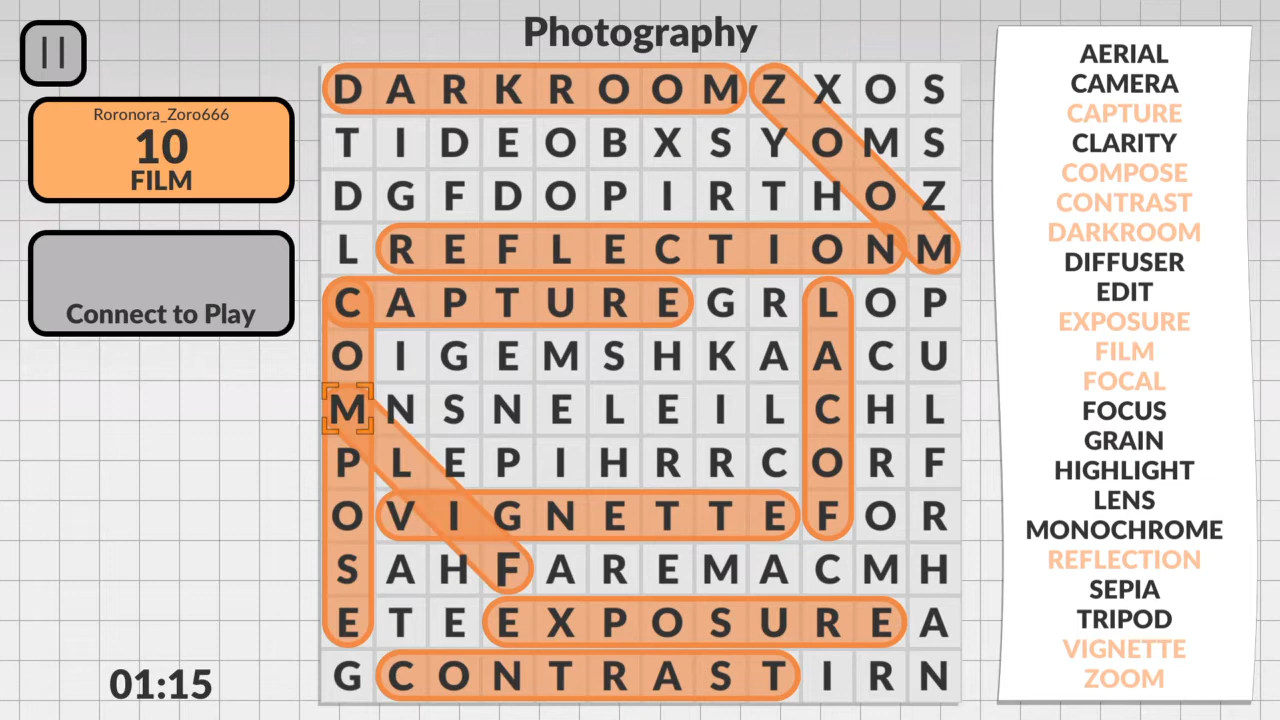 Photography
Roronora_Zoro666
10
FILM
Connect to Play
01:15
D A R K R O O M Z X O S
T I D E O B X S Y O M S
D G F D O P I R T H O Z
L R E F L E C T I O N M
C A P T U R E G R L O P
O I G E M S H K A A C U
M N S N E L E I L C H L
P L E P I H R R C O R F
O V I G N E T T E F O R
S A H F A R E M A C M H
E T E E X P O S U R E A
G C O N T R A S T I R N
AERIAL
CAMERA
CAPTURE
CLARITY
COMPOSE
CONTRAST
DARKROOM
DIFFUSER
EDIT
EXPOSURE
FILM
FOCAL
FOCUS
GRAIN
HIGHLIGHT
LENS
MONOCHROME
REFLECTION
SEPIA
TRIPOD
VIGNETTE
ZOOM